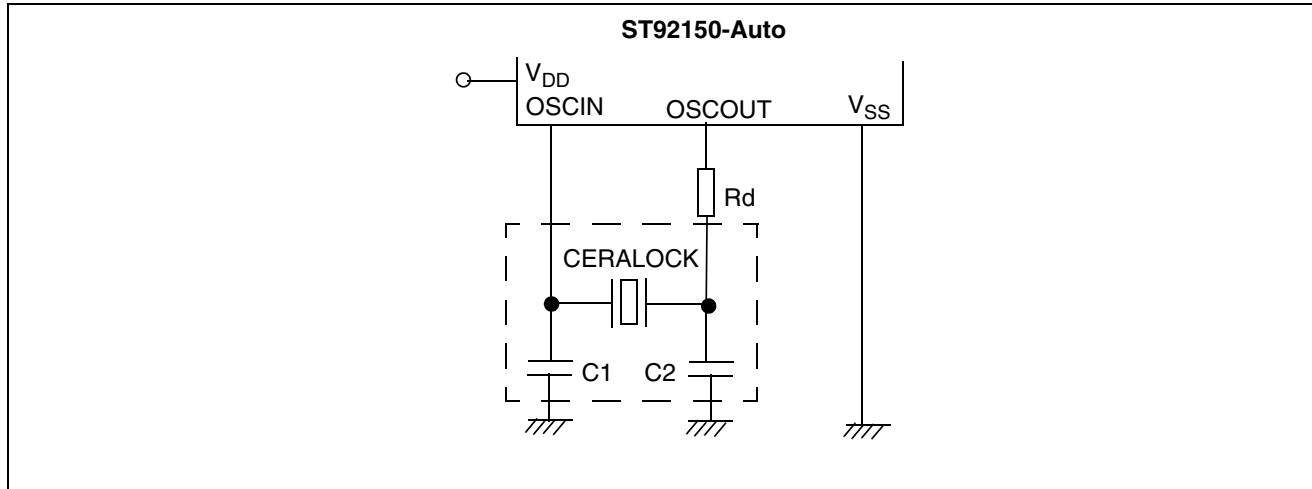 ST92150-Auto
VDD
OSCIN OSCOUT VSS
Rd
CERALOCK
C1 C2